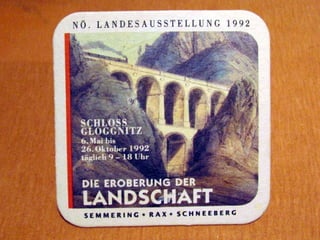 NÖ. LANDESAUSSTELLUNG 1992
SCHLOSS
GLOGGNITZ
6. Mai bis
26. Oktober 1992
täglich 9 – 18 Uhr
DIE EROBERUNG DER
LANDSCHAFT
SEMMERING • RAX • SCHNEEBERG